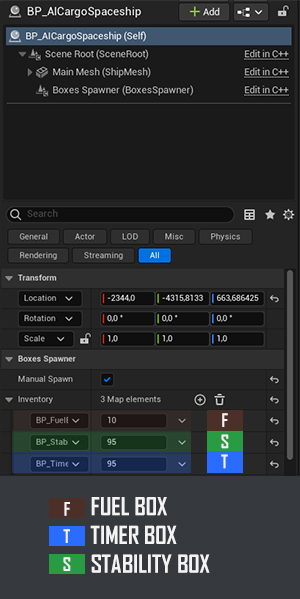 BP_AICargoSpaceship + Add
BP_AICargoSpaceship (Self)
Scene Root (SceneRoot) Edit in C++
Main Mesh (ShipMesh) Edit in C++
Boxes Spawner (BoxesSpawner) Edit in C++
Search
General Actor LOD Misc Physics
Rendering Streaming All
Transform
Location -2344,0 -4315,8133 663,686425
Rotation 0,0 ° 0,0 ° 0,0 °
Scale 1,0 1,0 1,0
Boxes Spawner
Manual Spawn
Inventory 3 Map elements
BP_Fuell 10 F
BP_Stab 95 S
BP_Time 95 T
F FUEL BOX
T TIMER BOX
S STABILITY BOX